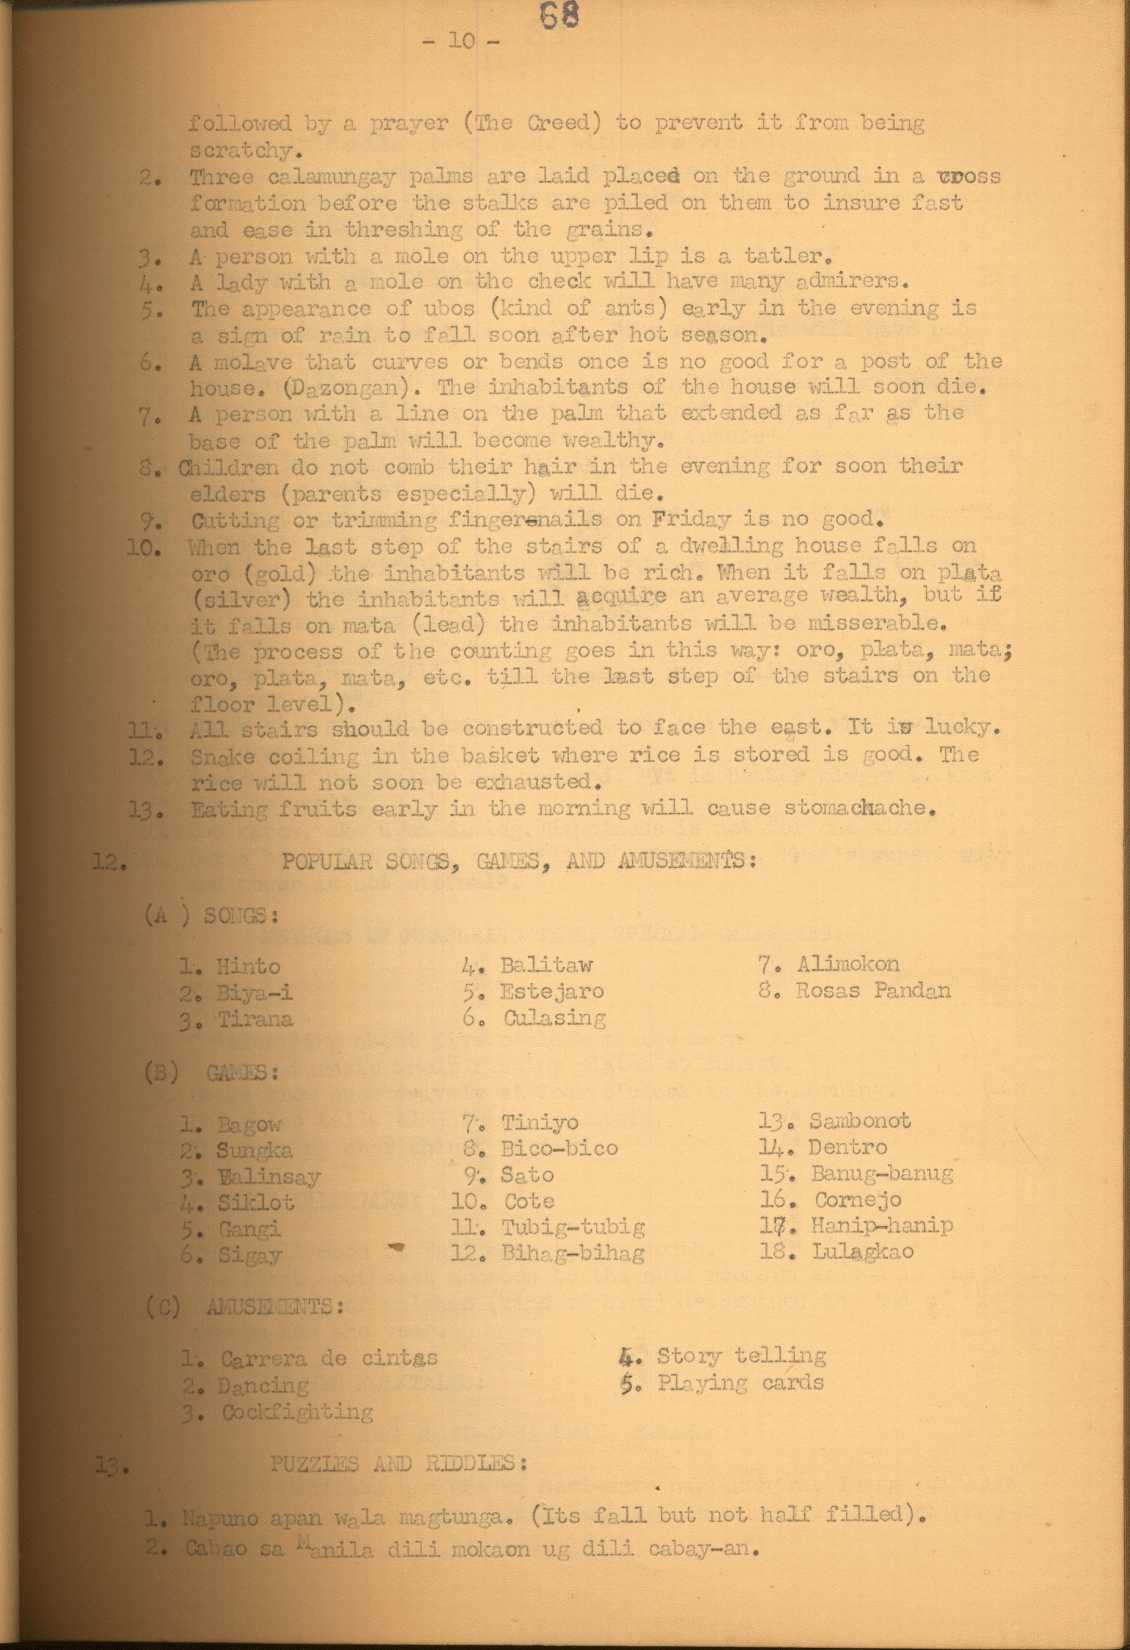 68
- 10 -
followed by a prayer (The Creed) to prevent it from being
scratchy.
2. Three calamungay palms are laid placed on the ground in a cross
formation before the stalks are piled on them to insure fast
and ease in threshing of the grains.
3. A person with a mole on the upper lip is a tatler.
4. A lady with a mole on the check will have many admirers.
5. The appearance of ubos (kind of ants) early in the evening is
a sign of rain to fall soon after hot season.
6. A molave that curves or bends once is no good for a post of the
house. (Dazongan). The inhabitants of the house will soon die.
7. A person with a line on the palm that extended as far as the
base of the palm will become wealthy.
8. Children do not comb their hair in the evening for soon their
elders (parents especially) will die.
9. Cutting or trimming finger-nails on Friday is no good.
10. When the last step of the stairs of a dwelling house falls on
oro (gold) the inhabitants will be rich. When it falls on plata
(silver) the inhabitants will acquire an average wealth, but if
it falls on mata (lead) the inhabitants will be misserable.
(The process of the counting goes in this way: oro, plata, mata;
oro, plata, mata, etc. till the last step of the stairs on the
floor level).
11. All stairs should be constructed to face the east. It is lucky.
12. Snake coiling in the basket where rice is stored is good. The
rice will not soon be exhausted.
13. Eating fruits early in the morning will cause stomachache.
12. POPULAR SONGS, GAMES, AND AMUSEMENTS:
(A ) SONGS:
1. Hinto 4. Balitaw 7. Alimokon
2. Biya-i 5. Estejaro 8. Rosas Pandan
3. Tirana 6. Culasing
(B) GAMES:
1. Bagow 7. Tiniyo 13. Sambonot
2. Sungka 8. Bico-bico 14. Dentro
3. Balinsay 9. Sato 15. Banug-banug
4. Siklot 10. Cote 16. Cornejo
5. Gangi 11. Tubig-tubig 17. Hanip-hanip
6. Sigay 12. Bihag-bihag 18. Lulagkao
(C) AMUSEMENTS:
1. Carrera de cintas 4. Story telling
2. Dancing 5. Playing cards
3. Cockfighting
13. PUZZLES AND RIDDLES:
1. Napuno apan wala magtunga. (Its fall but not half filled).
2. Cabao sa Manila dili mokaon ug dili cabay-an.